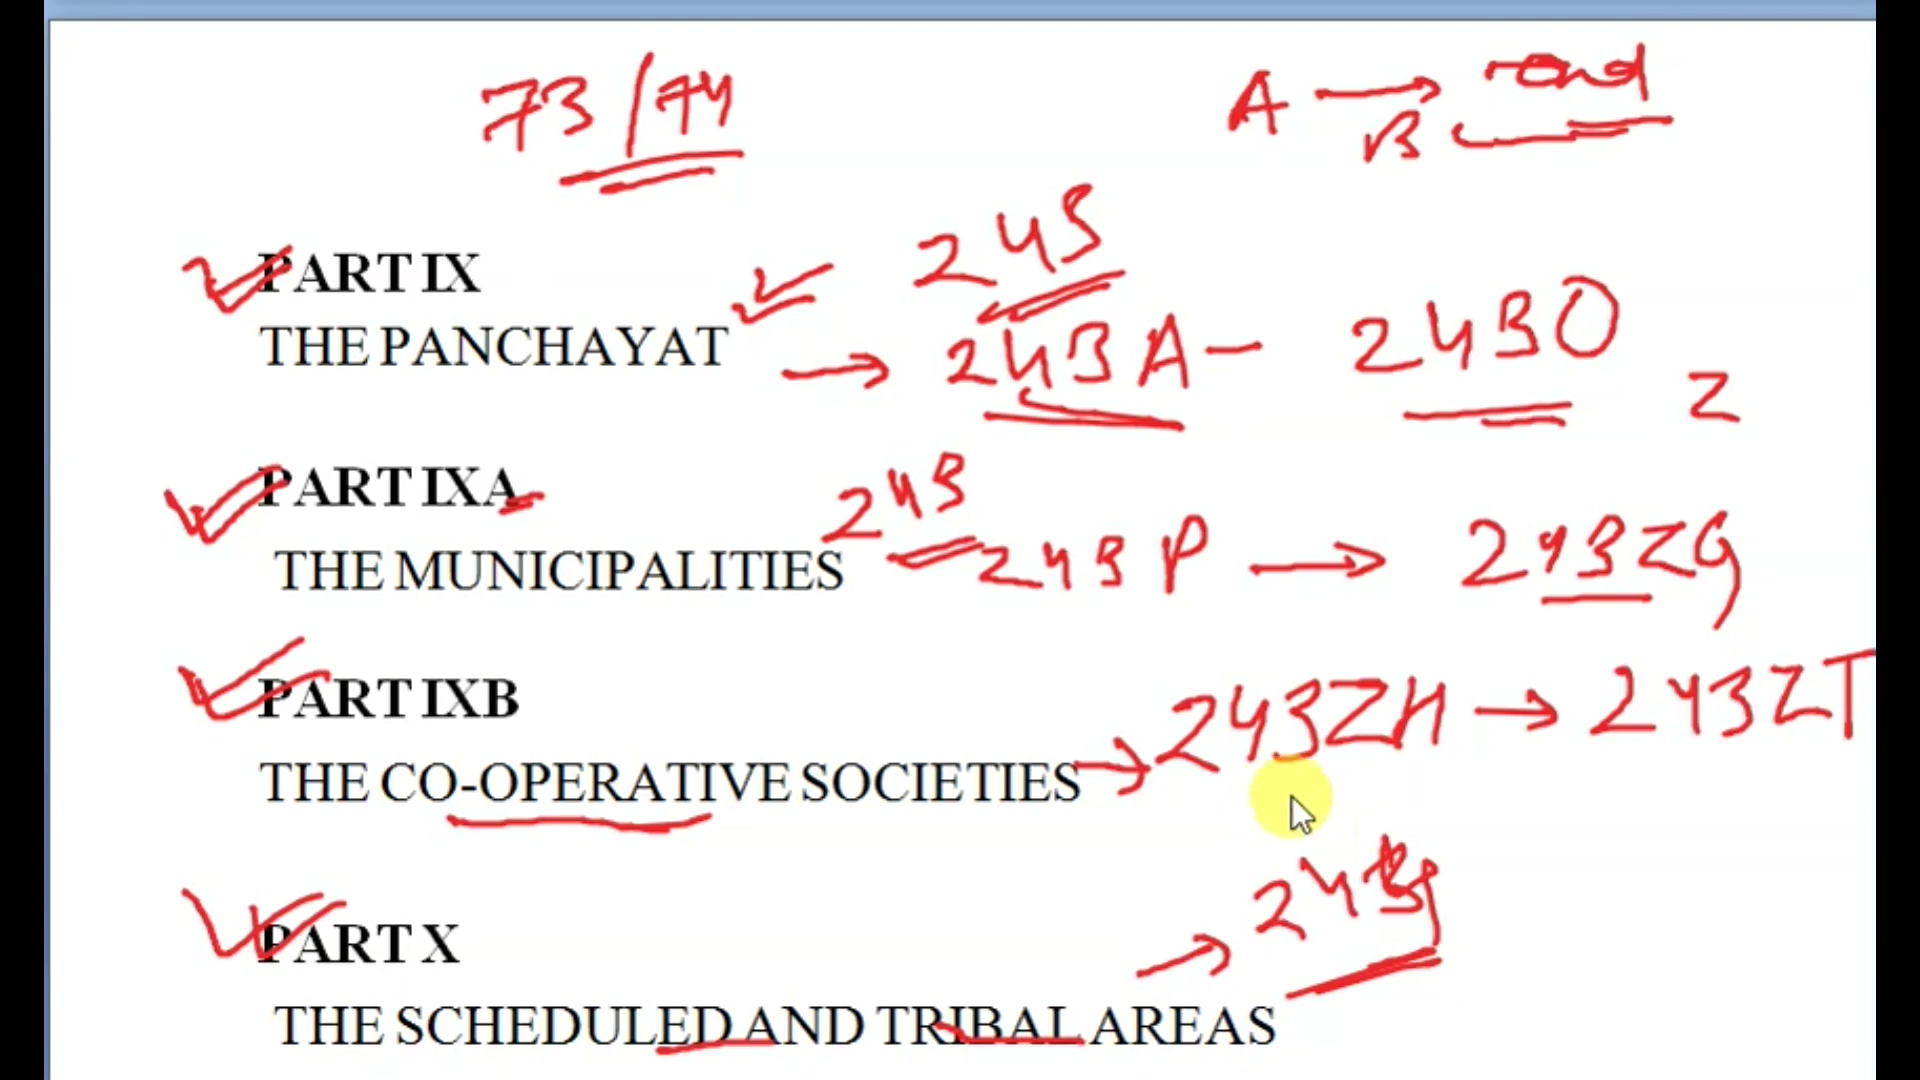 73/74
A → road
B
PART IX
243
THE PANCHAYAT
→ 243A - 243O
Z
PART IXA
243
THE MUNICIPALITIES
243P → 243ZG
PART IXB
243ZH → 243ZT
THE CO-OPERATIVE SOCIETIES →
PART X
→
THE SCHEDULED AND TRIBAL AREAS